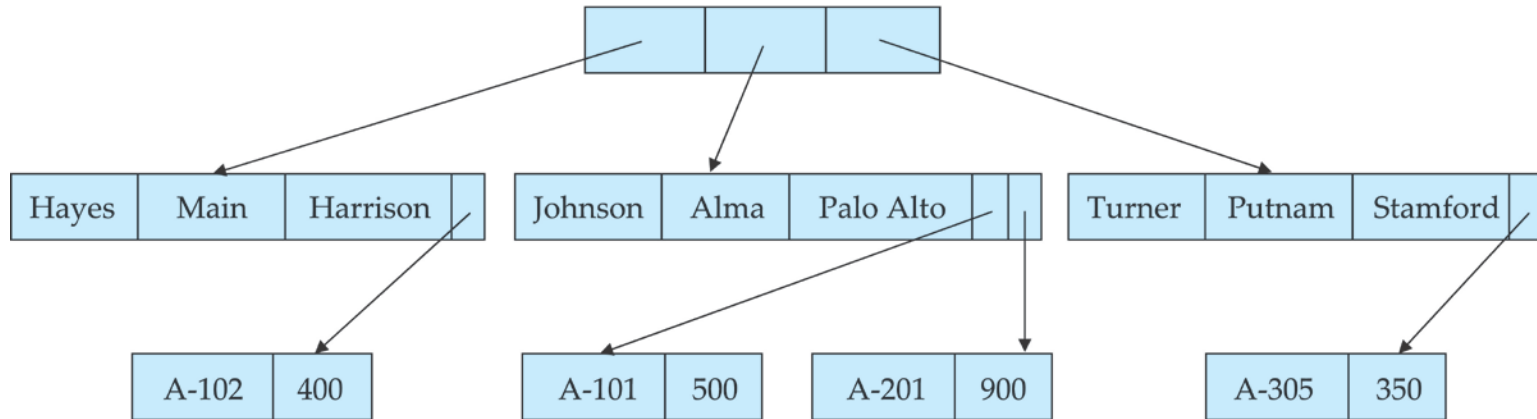 Hayes Main Harrison Johnson Alma Palo Alto Turner Putnam Stamford
A-102 400 A-101 500 A-201 900 A-305 350